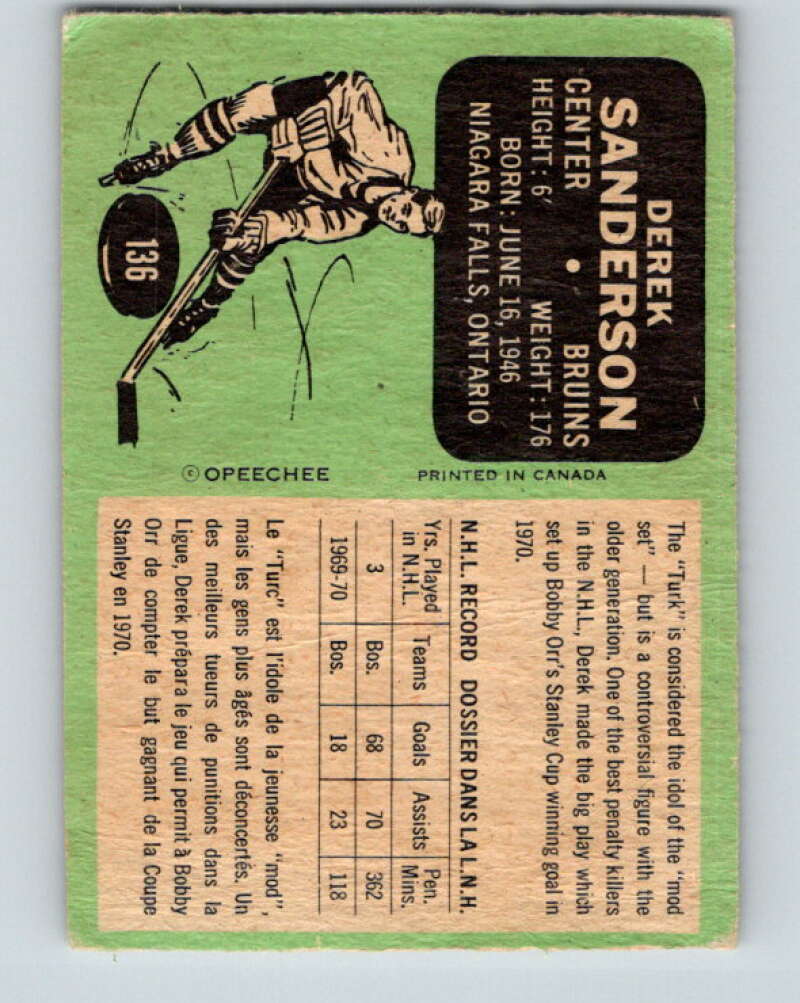 DEREK
SANDERSON
CENTER • BRUINS
HEIGHT: 6' WEIGHT: 176
BORN: JUNE 16, 1946
NIAGARA FALLS, ONTARIO
136
© OPEECHEE
PRINTED IN CANADA
The "Turk" is considered the idol of the "mod
set" — but is a controversial figure with the
older generation. One of the best penalty killers
in the N.H.L., Derek made the big play which
set up Bobby Orr's Stanley Cup winning goal in
1970.
N.H.L. RECORD DOSSIER DANS LA L.N.H.
Yrs. Played in N.H.L. Teams Goals Assists Pen. Mins.
3 Bos. 68 70 362
1969-70 Bos. 18 23 118
Le "Turc" est l'idole de la jeunesse "mod",
mais les gens plus âgés sont déconcertés. Un
des meilleurs tueurs de punitions dans la
Ligue, Derek prépara le jeu qui permit à Bobby
Orr de compter le but gagnant de la Coupe
Stanley en 1970.